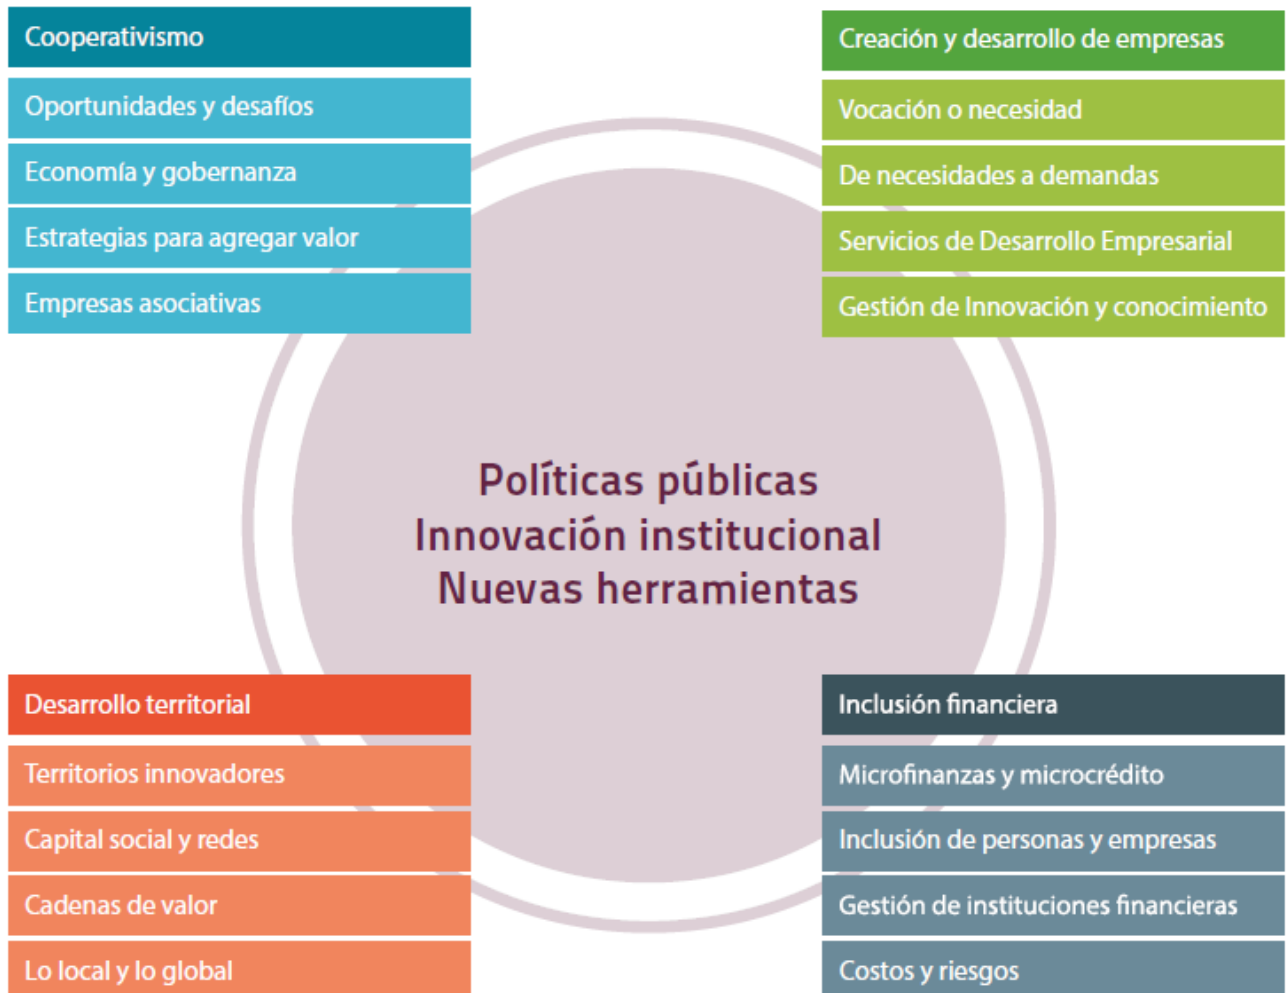 Cooperativismo
Oportunidades y desafíos
Economía y gobernanza
Estrategias para agregar valor
Empresas asociativas
Creación y desarrollo de empresas
Vocación o necesidad
De necesidades a demandas
Servicios de Desarrollo Empresarial
Gestión de Innovación y conocimiento
Políticas públicas
Innovación institucional
Nuevas herramientas
Desarrollo territorial
Territorios innovadores
Capital social y redes
Cadenas de valor
Lo local y lo global
Inclusión financiera
Microfinanzas y microcrédito
Inclusión de personas y empresas
Gestión de instituciones financieras
Costos y riesgos